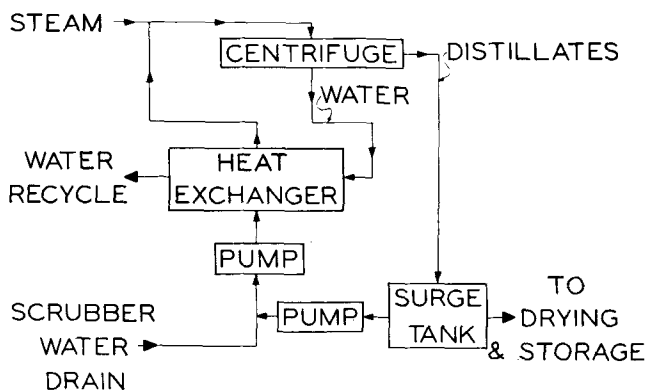 STEAM
CENTRIFUGE
DISTILLATES
WATER
WATER
RECYCLE
HEAT
EXCHANGER
PUMP
SCRUBBER
WATER
DRAIN
PUMP
SURGE
TANK
TO
DRYING
& STORAGE